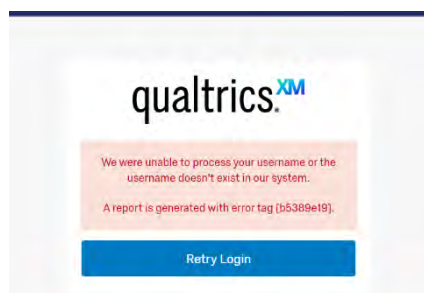 qualtrics.XM
We were unable to process your username or the
username doesn't exist in our system.
A report is generated with error tag (b5389e19).
Retry Login